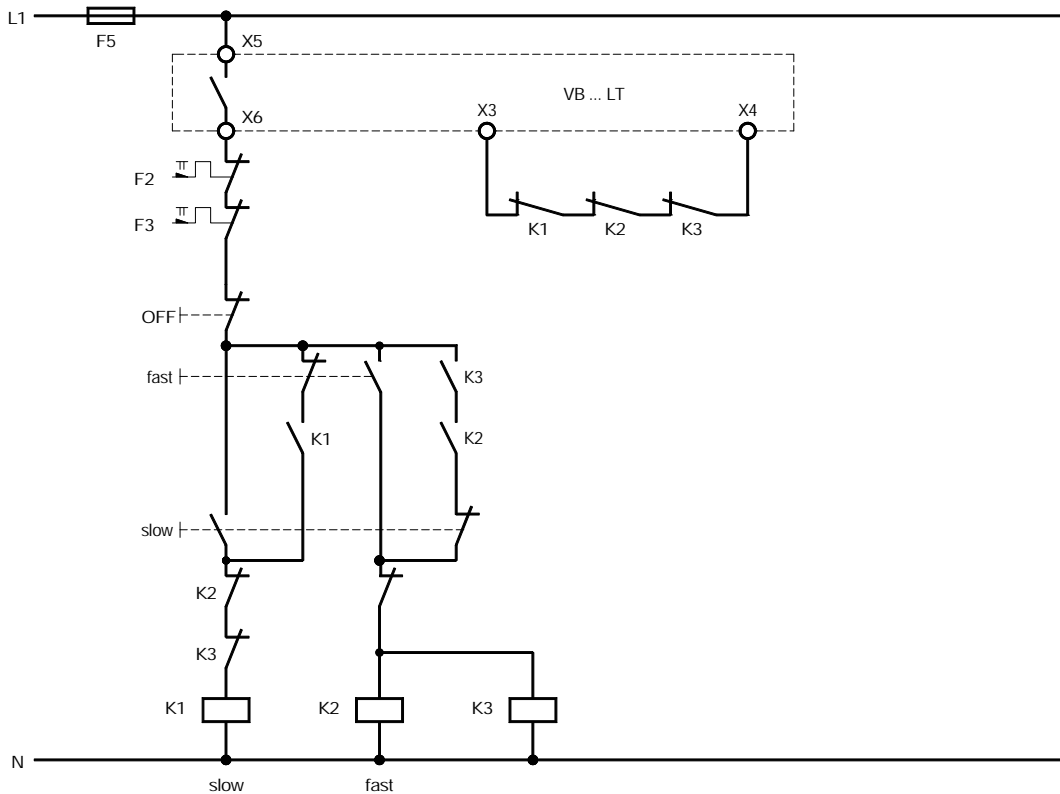 L1
F5
X5
VB ... LT
X6
X3
X4
F2
F3
K1
K2
K3
OFF
fast
K3
K1
K2
slow
K2
K3
K1
K2
K3
N
slow
fast